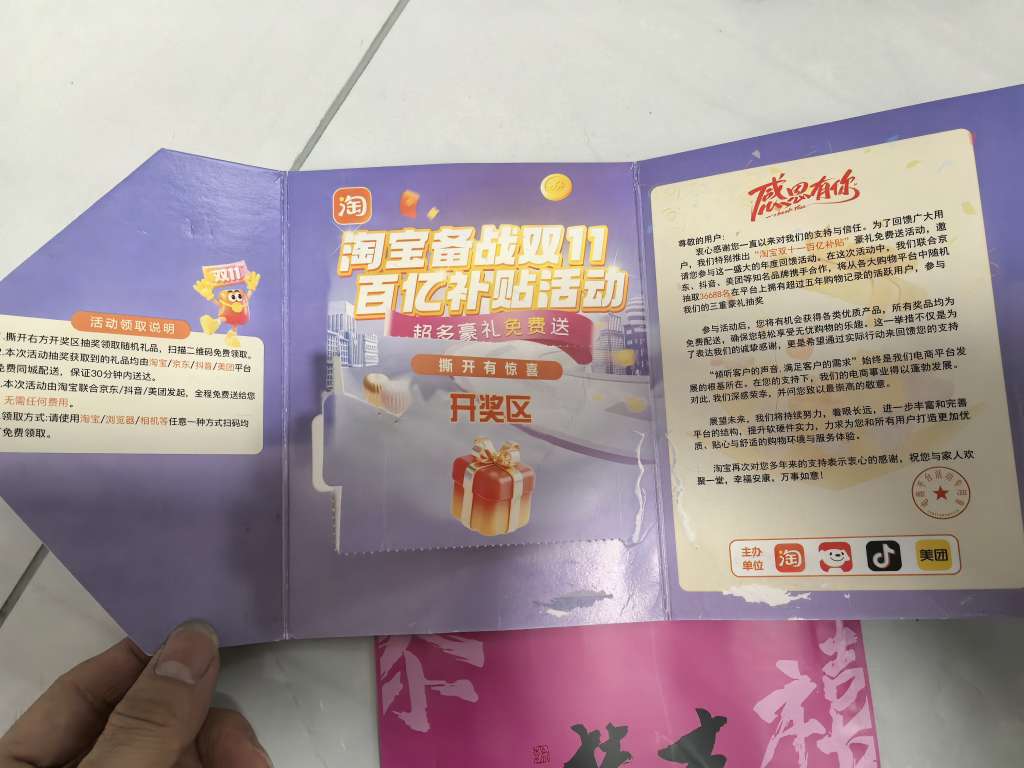 双11
活动领取说明
.撕开右方开奖区抽奖领取随机礼品，扫描二维码免费领取。
2.本次活动抽奖获取到的礼品均由淘宝/京东/抖音/美团平台
免费同城配送，保证30分钟内送达。
.本次活动由淘宝联合京东/抖音/美团发起，全程免费送给您
，无需任何费用。
.领取方式:请使用淘宝/浏览器/相机等任意一种方式扫码均
可免费领取。
淘
淘宝备战双11
百亿补贴活动
超多豪礼免费送
撕开有惊喜
开奖区
感恩有你
尊敬的用户：
衷心感谢您一直以来对我们的支持与信任。为了回馈广大用
户，我们特别推出“淘宝双十一百亿补贴”豪礼免费送活动，邀
请您参与这一盛大的年度回馈活动。在这次活动中，我们联合京
东、抖音、美团等知名品牌携手合作，将从各大购物平台中随机
抽取36688名在平台上拥有超过五年购物记录的活跃用户，参与
我们的三重豪礼抽奖
参与活动后，您将有机会获得各类优质产品，所有奖品均为
免费配送，确保您轻松享受无忧购物的乐趣。这一举措不仅是为
了表达我们的诚挚感谢，更是希望通过实际行动来回馈您的支持
“倾听客户的声音，满足客户的需求”始终是我们电商平台发
展的根基所在。在您的支持下，我们的电商事业得以蓬勃发展。
对此，我们深感荣幸，并问您致以最崇高的敬意。
展望未来，我们将持续努力，着眼长远，进一步丰富和完善
平台的结构，提升软硬件实力，力求为您和所有用户打造更加优
质、贴心与舒适的购物环境与服务体验。
淘宝再次对您多年来的支持表示衷心的感谢，祝您与家人欢
聚一堂，幸福安康，万事如意！
主办
单位
淘
美团